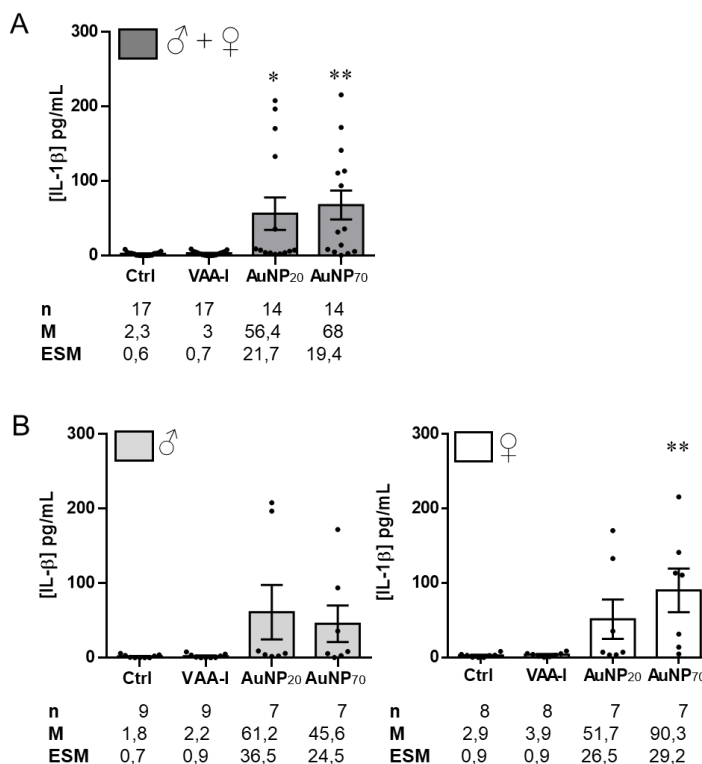 A
♂ + ♀
300
200
100
0
[IL-1β] pg/mL
* **
Ctrl VAA-I AuNP20 AuNP70
n 17 17 14 14
M 2,3 3 56,4 68
ESM 0,6 0,7 21,7 19,4
B
♂
300
200
100
0
[IL-β] pg/mL
Ctrl VAA-I AuNP20 AuNP70
n 9 9 7 7
M 1,8 2,2 61,2 45,6
ESM 0,7 0,9 36,5 24,5
♀
300
200
100
0
[IL-1β] pg/mL
**
Ctrl VAA-I AuNP20 AuNP70
n 8 8 7 7
M 2,9 3,9 51,7 90,3
ESM 0,9 0,9 26,5 29,2